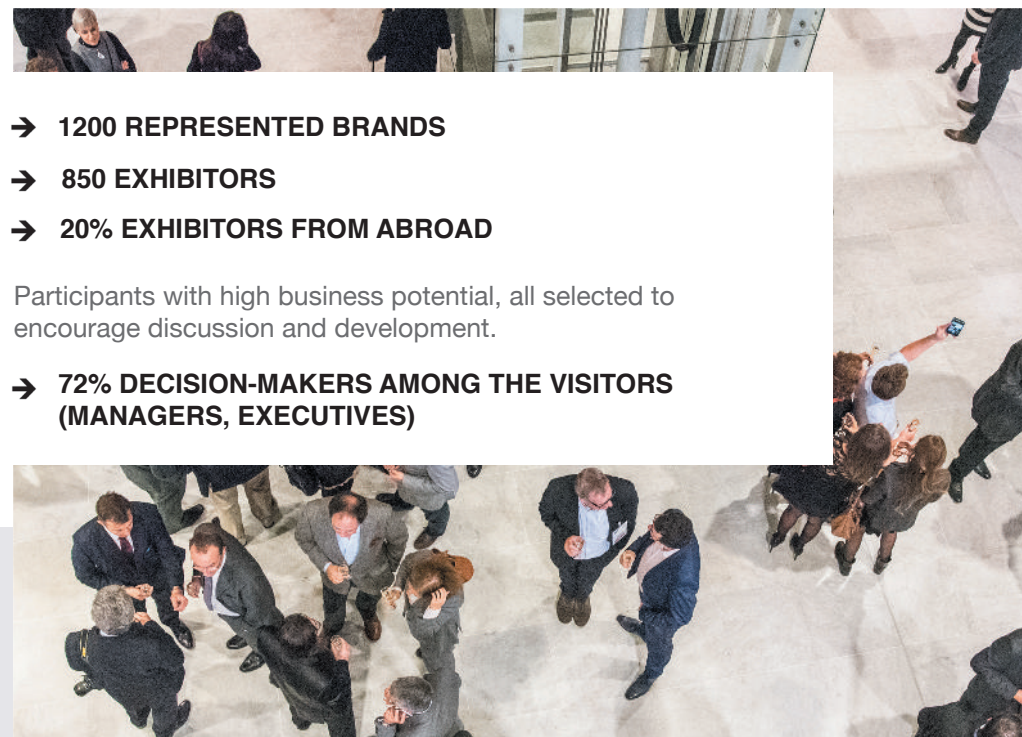 → 1200 REPRESENTED BRANDS
→ 850 EXHIBITORS
→ 20% EXHIBITORS FROM ABROAD
Participants with high business potential, all selected to
encourage discussion and development.
→ 72% DECISION-MAKERS AMONG THE VISITORS
(MANAGERS, EXECUTIVES)